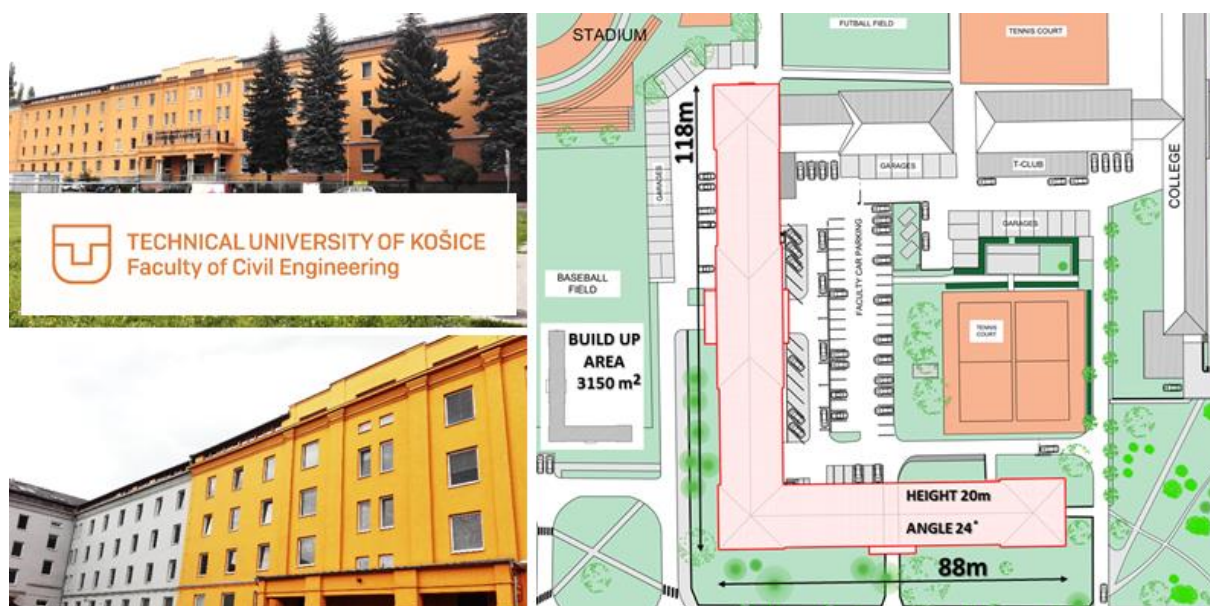 TECHNICAL UNIVERSITY OF KOŠICE
Faculty of Civil Engineering
STADIUM
FUTBALL FIELD
TENNIS COURT
118m
GARAGES
GARAGES
T-CLUB
COLLEGE
GARAGES
FACULTY CAR PARKING
BASEBALL
FIELD
TENNIS
COURT
BUILD UP
AREA
3150 m²
HEIGHT 20m
ANGLE 24°
88m